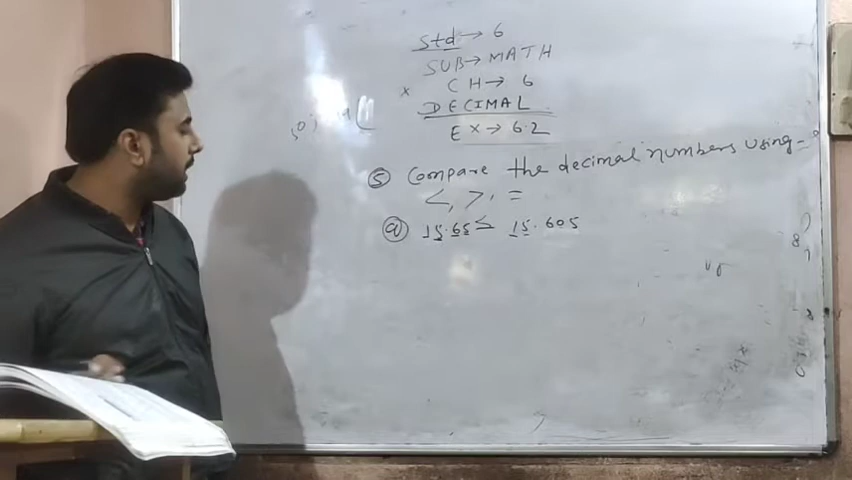 Std → 6
SUB → MATH
CH → 6
DECIMAL
EX → 6.2
⑤ Compare the decimal numbers using -
<, >, =
ⓐ 15.65 < 15.605